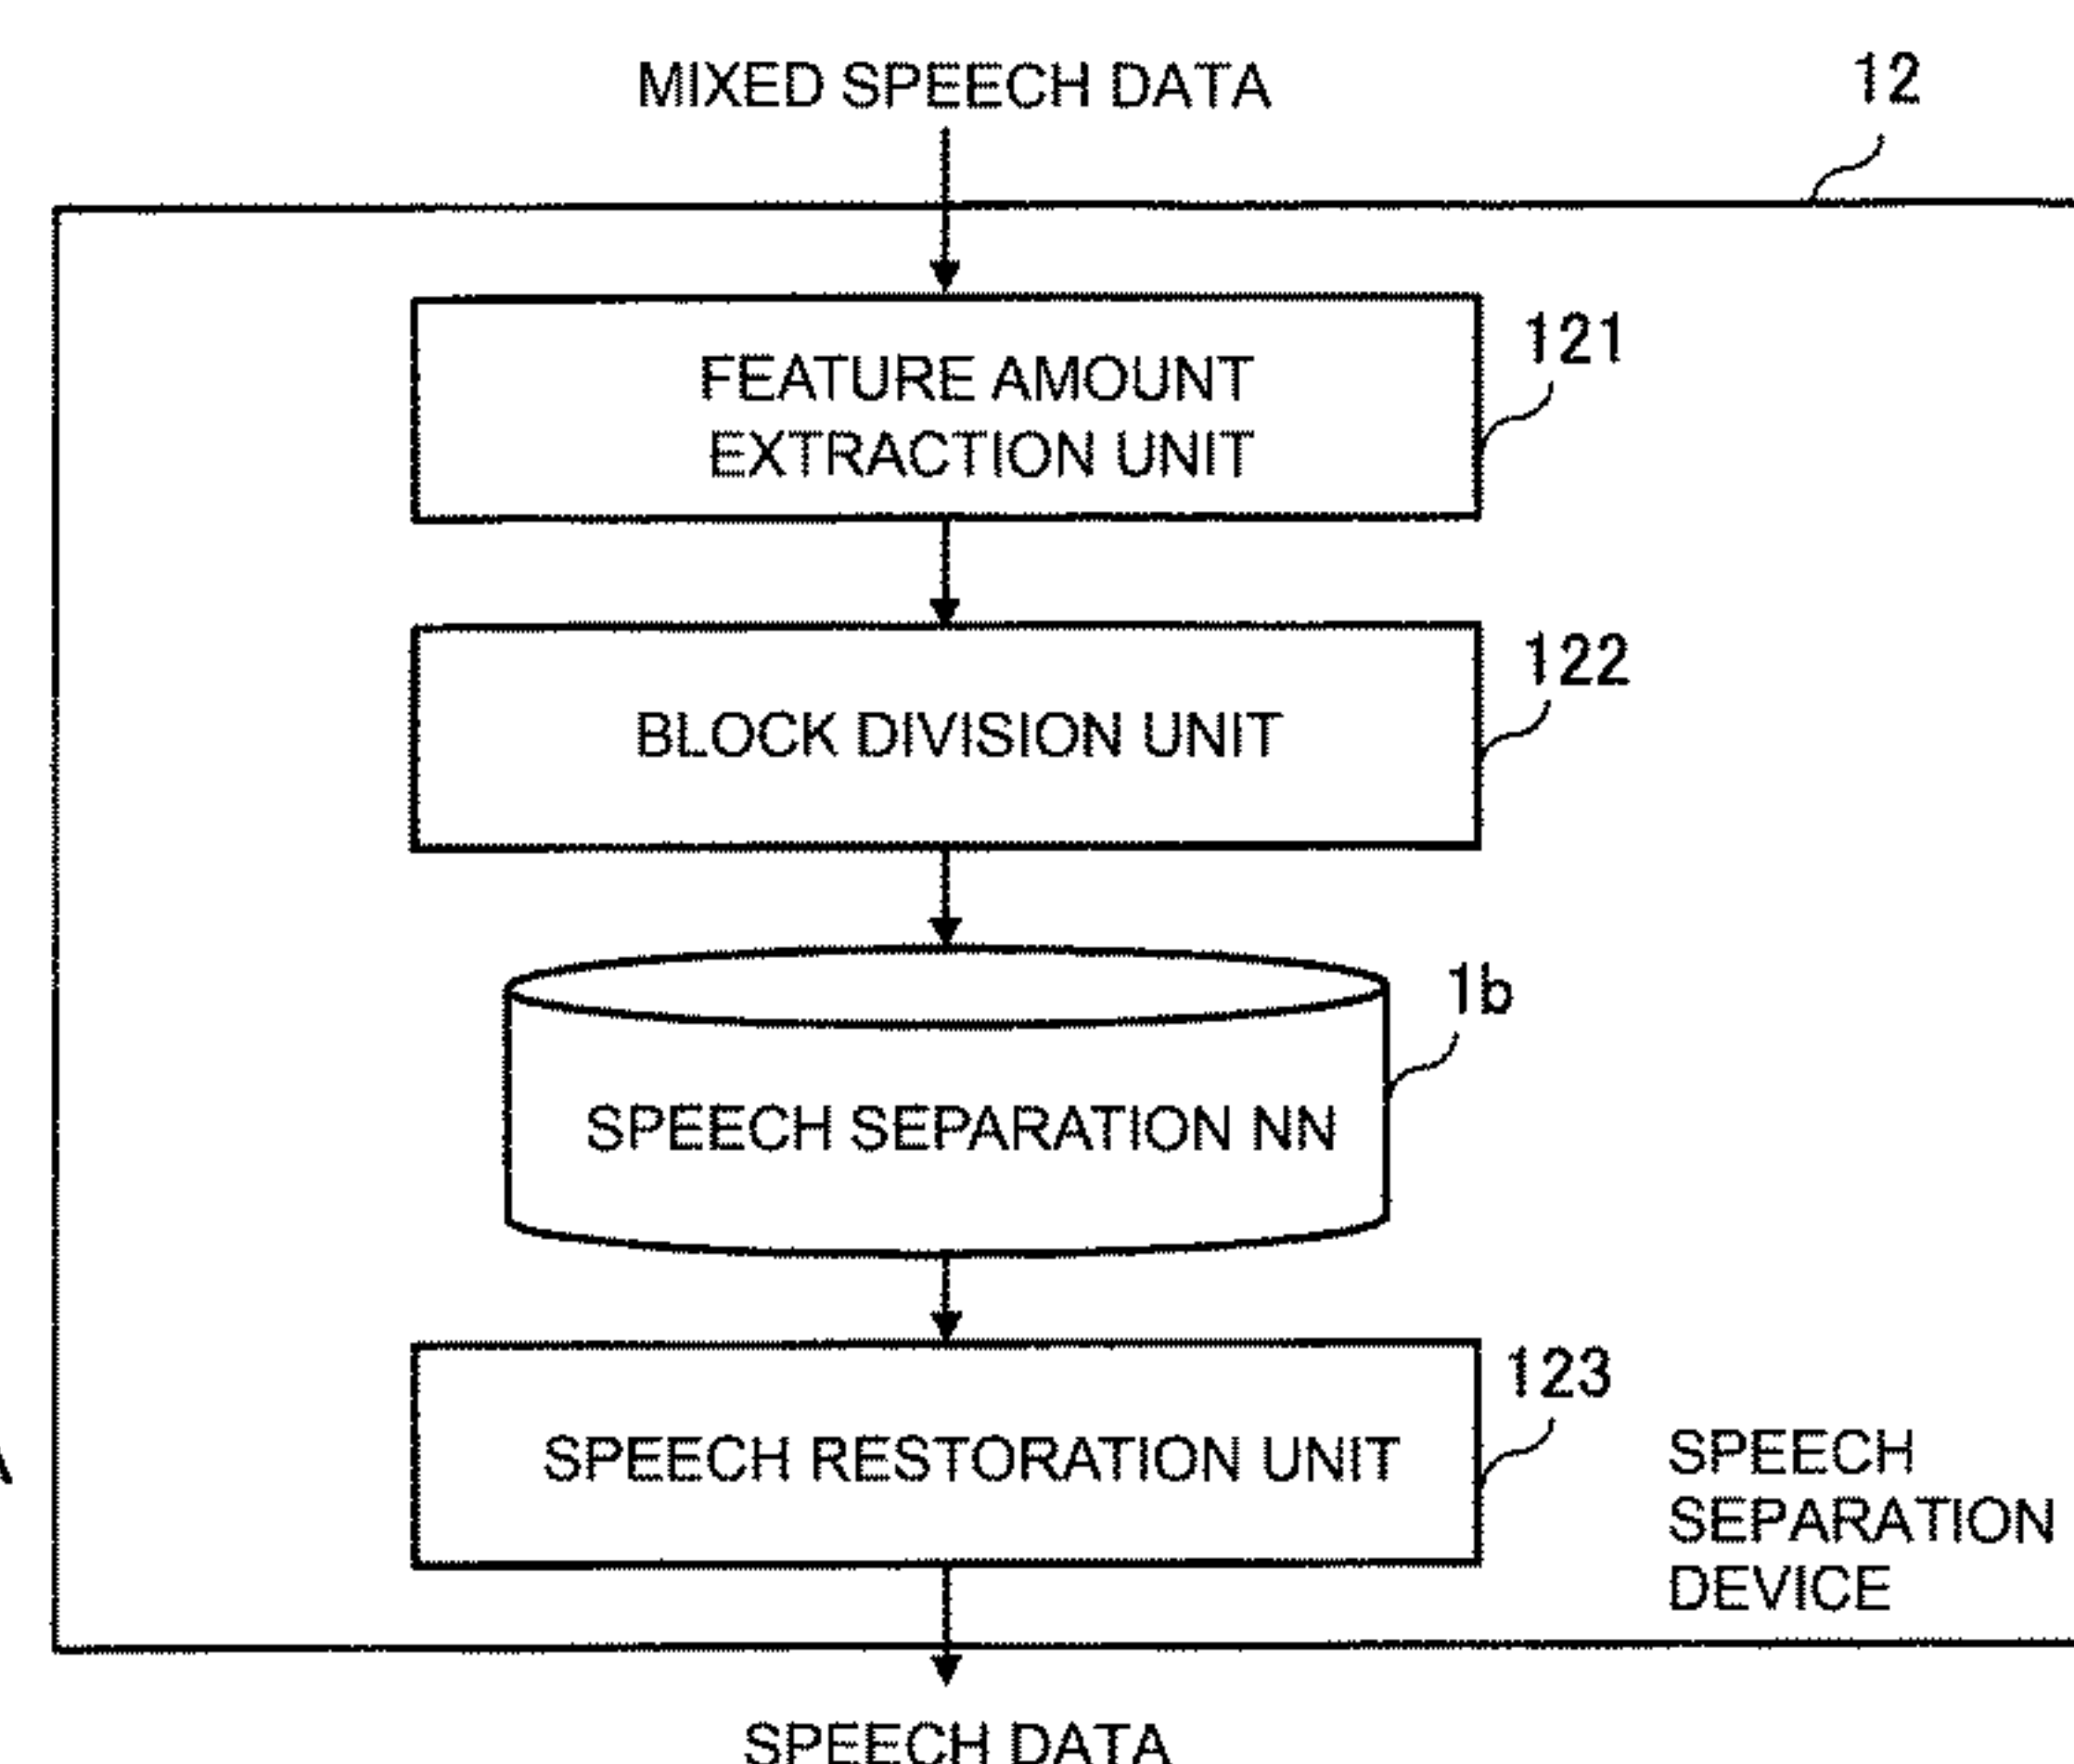 MIXED SPEECH DATA
12
FEATURE AMOUNT
EXTRACTION UNIT
121
BLOCK DIVISION UNIT
122
1b
SPEECH SEPARATION NN
123
SPEECH RESTORATION UNIT
SPEECH
SEPARATION
DEVICE
SPEECH DATA